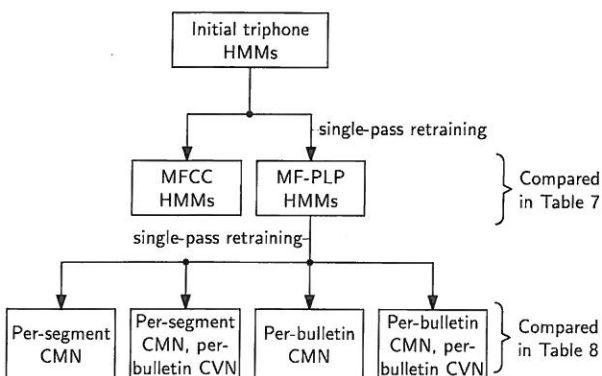 Initial triphone
HMMs
single-pass retraining
MFCC
HMMs
MF-PLP
HMMs
Compared
in Table 7
single-pass retraining
Per-segment
CMN
Per-segment
CMN, per-
bulletin CVN
Per-bulletin
CMN
Per-bulletin
CMN, per-
bulletin CVN
Compared
in Table 8